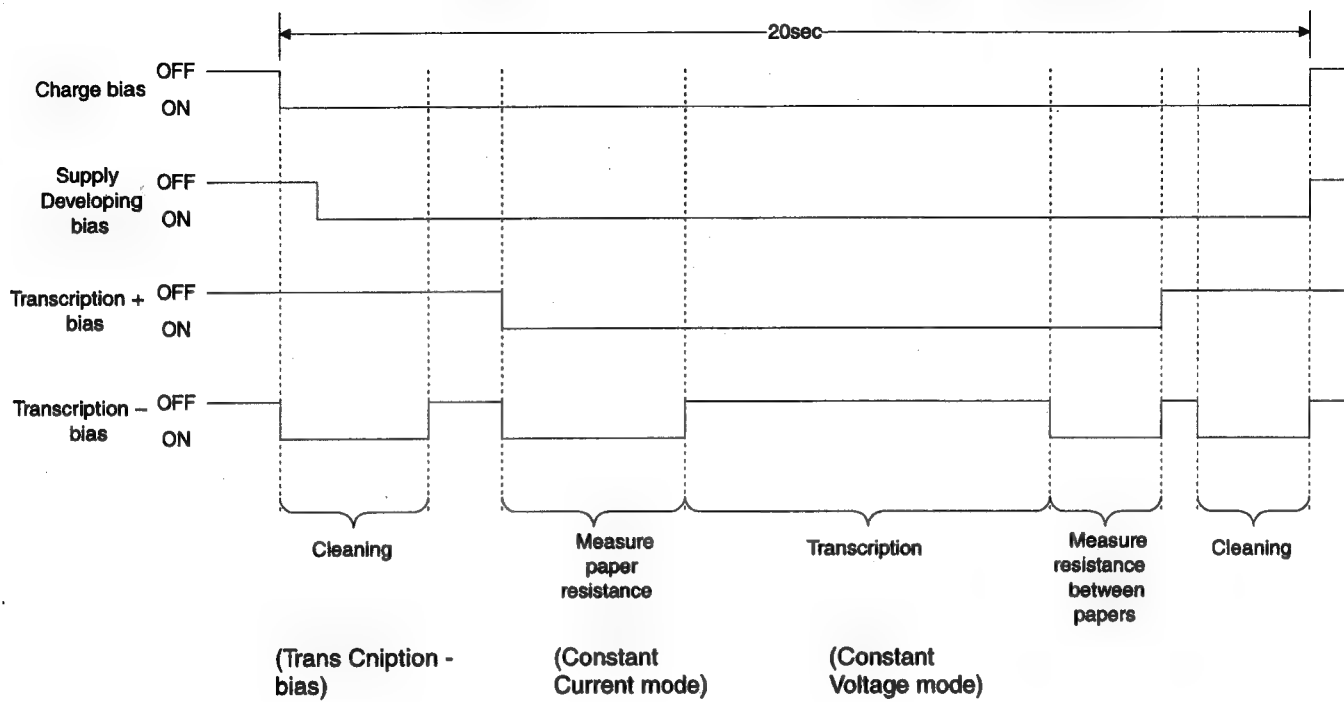 20sec
Charge bias
OFF
ON
Supply
Developing
bias
OFF
ON
Transcription +
bias
OFF
ON
Transcription –
bias
OFF
ON
Cleaning
Measure
paper
resistance
Transcription
Measure
resistance
between
papers
Cleaning
(Trans Cniption -
bias)
(Constant
Current mode)
(Constant
Voltage mode)